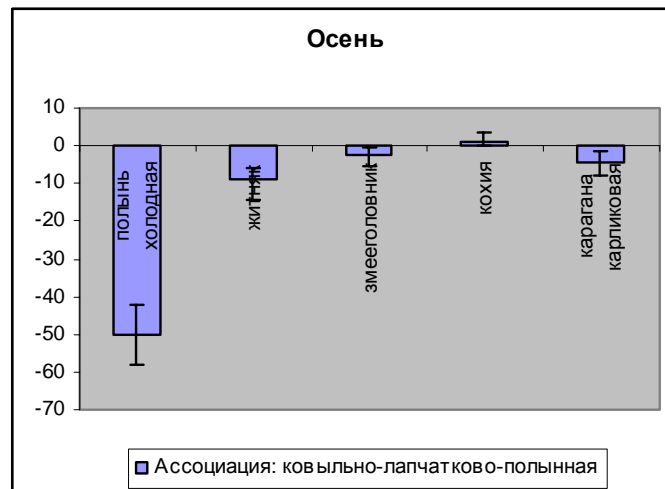 Осень
10
0
-10
-20
-30
-40
-50
-60
-70
полынь
холодная
житняк
змееголовник
кохия
карагана
карликовая
Ассоциация: ковыльно-лапчатково-полынная